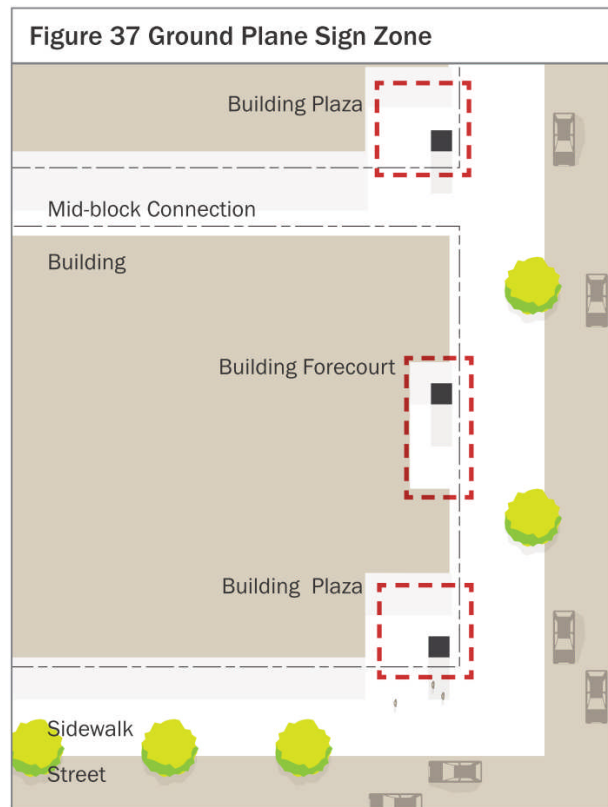 Figure 37 Ground Plane Sign Zone
Building Plaza
Mid-block Connection
Building
Building Forecourt
Building Plaza
Sidewalk
Street